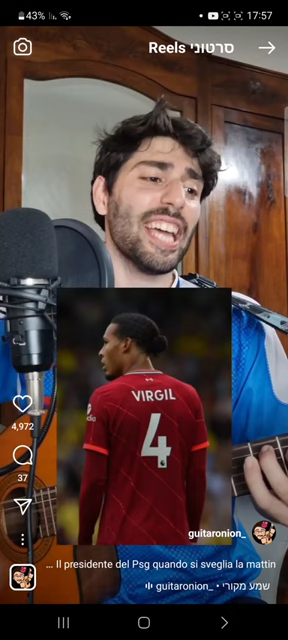 43% 17:57
סרטוני Reels
VIRGIL
4
4,972
37
guitaronion_
... Il presidente del Psg quando si sveglia la mattin
שמע מקורי • guitaronion_